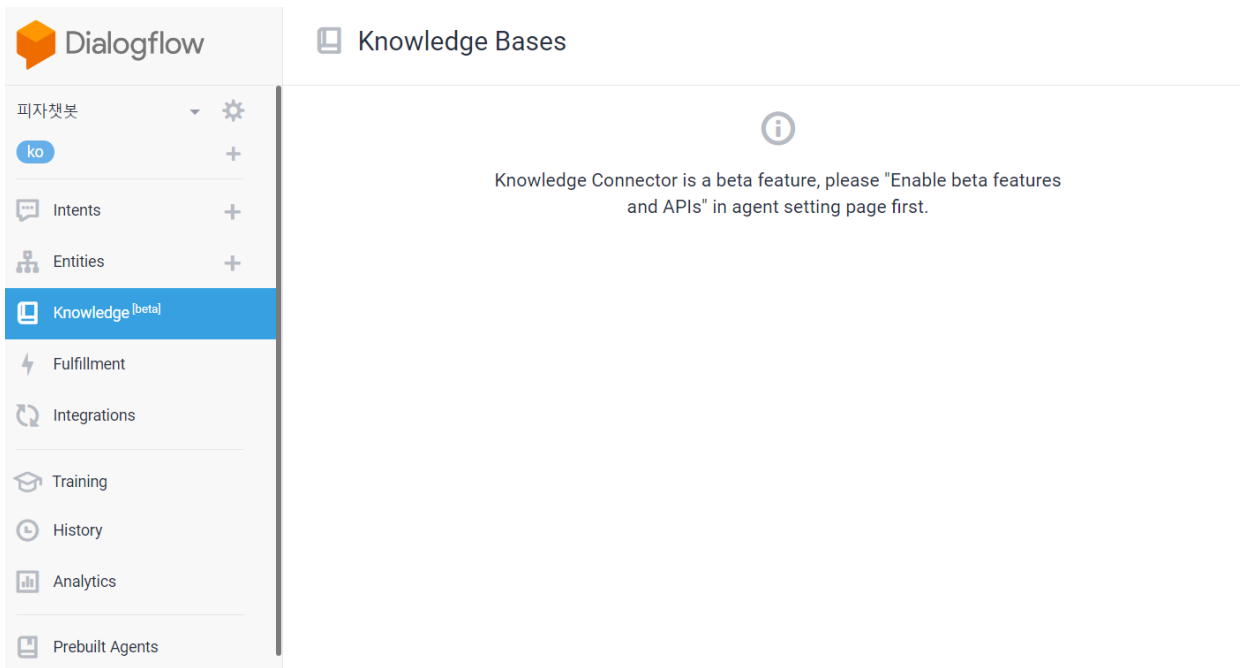 Dialogflow
Knowledge Bases
피자챗봇
ko
Intents
Entities
Knowledge [beta]
Fulfillment
Integrations
Training
History
Analytics
Prebuilt Agents
Knowledge Connector is a beta feature, please "Enable beta features
and APIs" in agent setting page first.